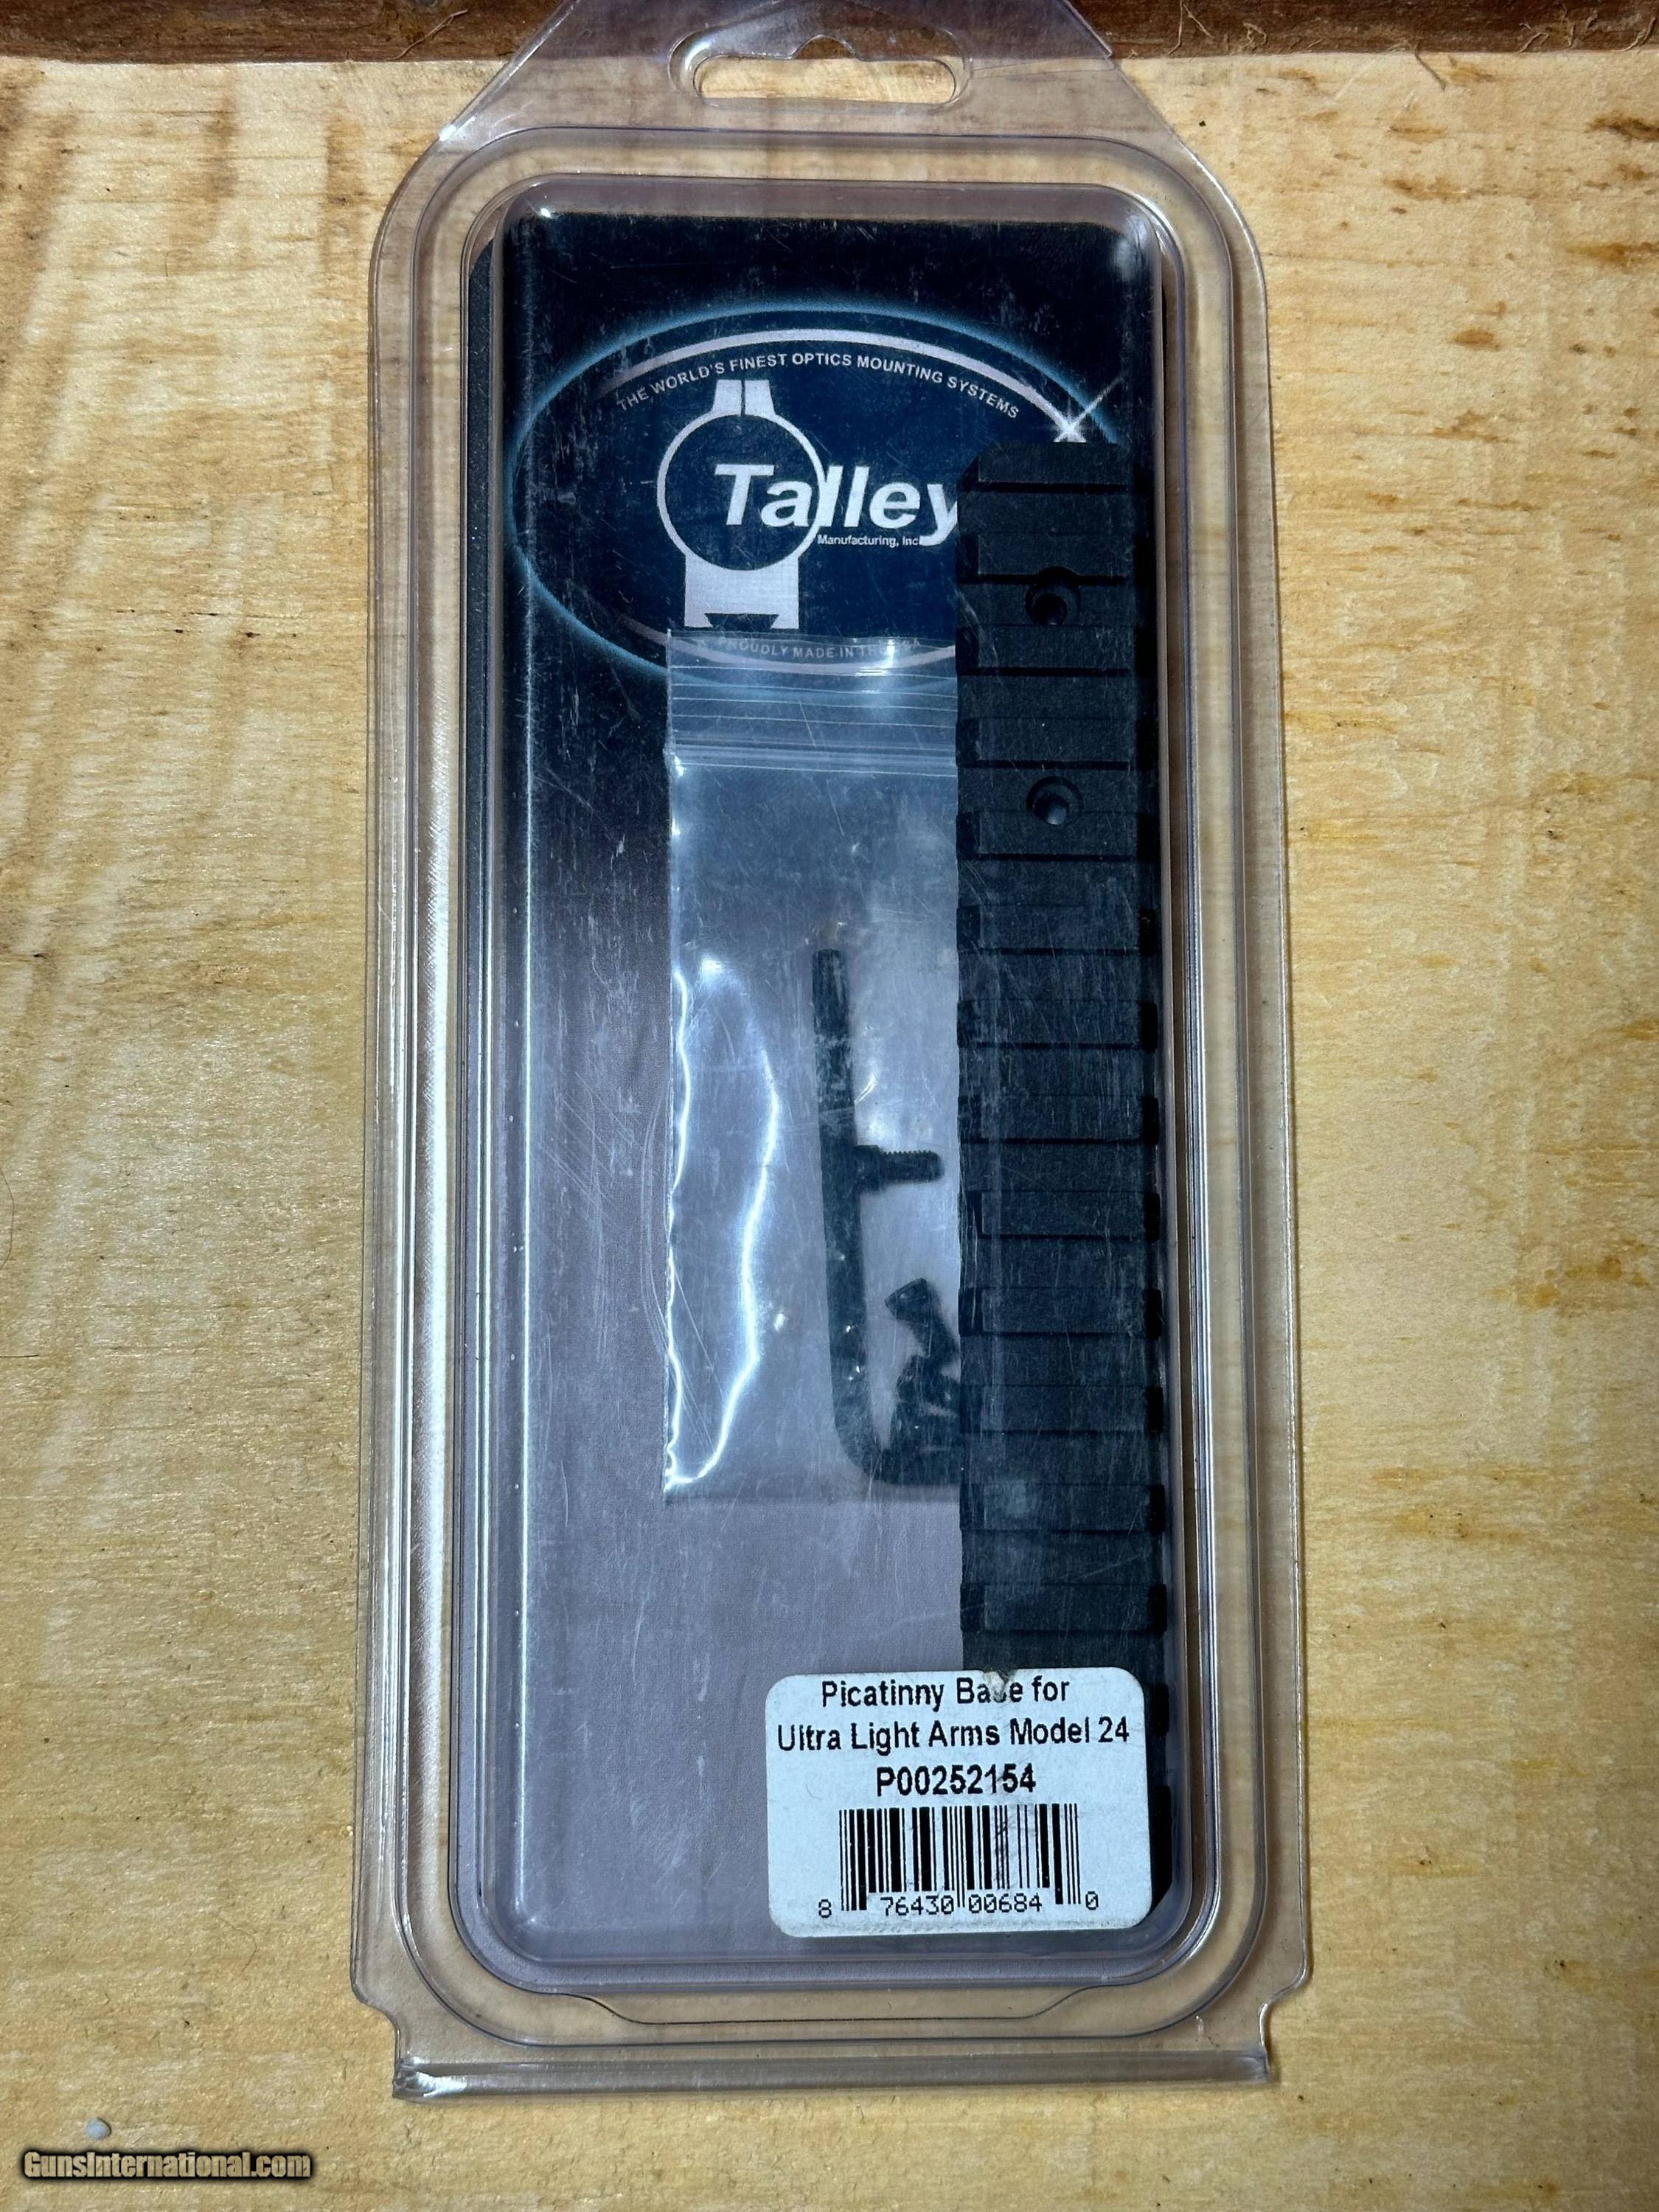 THE WORLD'S FINEST OPTICS MOUNTING SYSTEMS
Talley
Manufacturing, Inc
PROUDLY MADE IN THE USA
Picatinny Base for
Ultra Light Arms Model 24
P00252154
8 76430 00684 0
GunsInternational.com